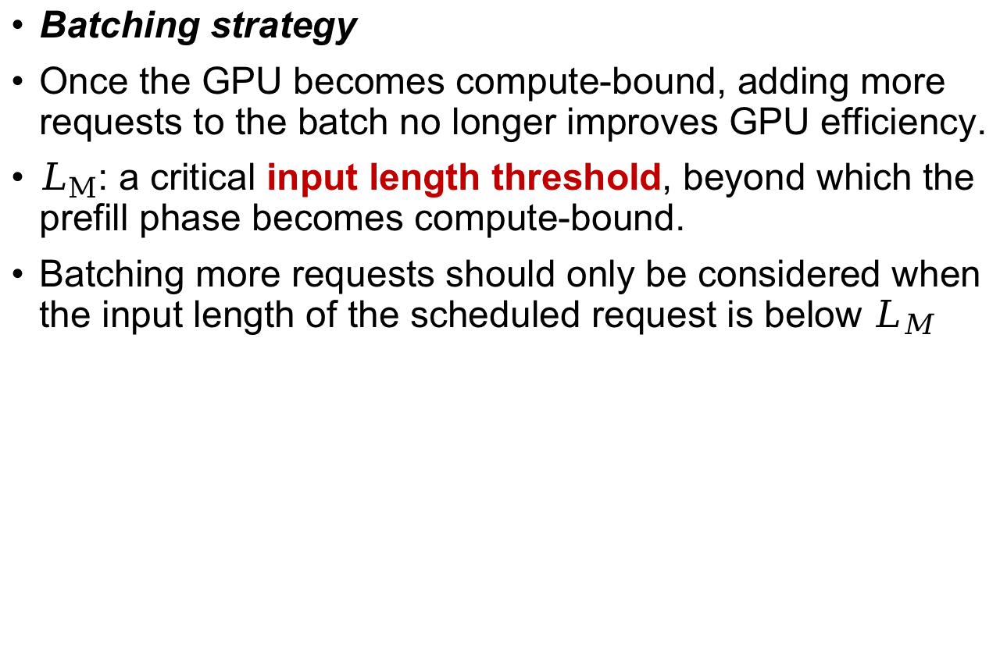 • Batching strategy
• Once the GPU becomes compute-bound, adding more
requests to the batch no longer improves GPU efficiency.
• L_M: a critical input length threshold, beyond which the
prefill phase becomes compute-bound.
• Batching more requests should only be considered when
the input length of the scheduled request is below L_M